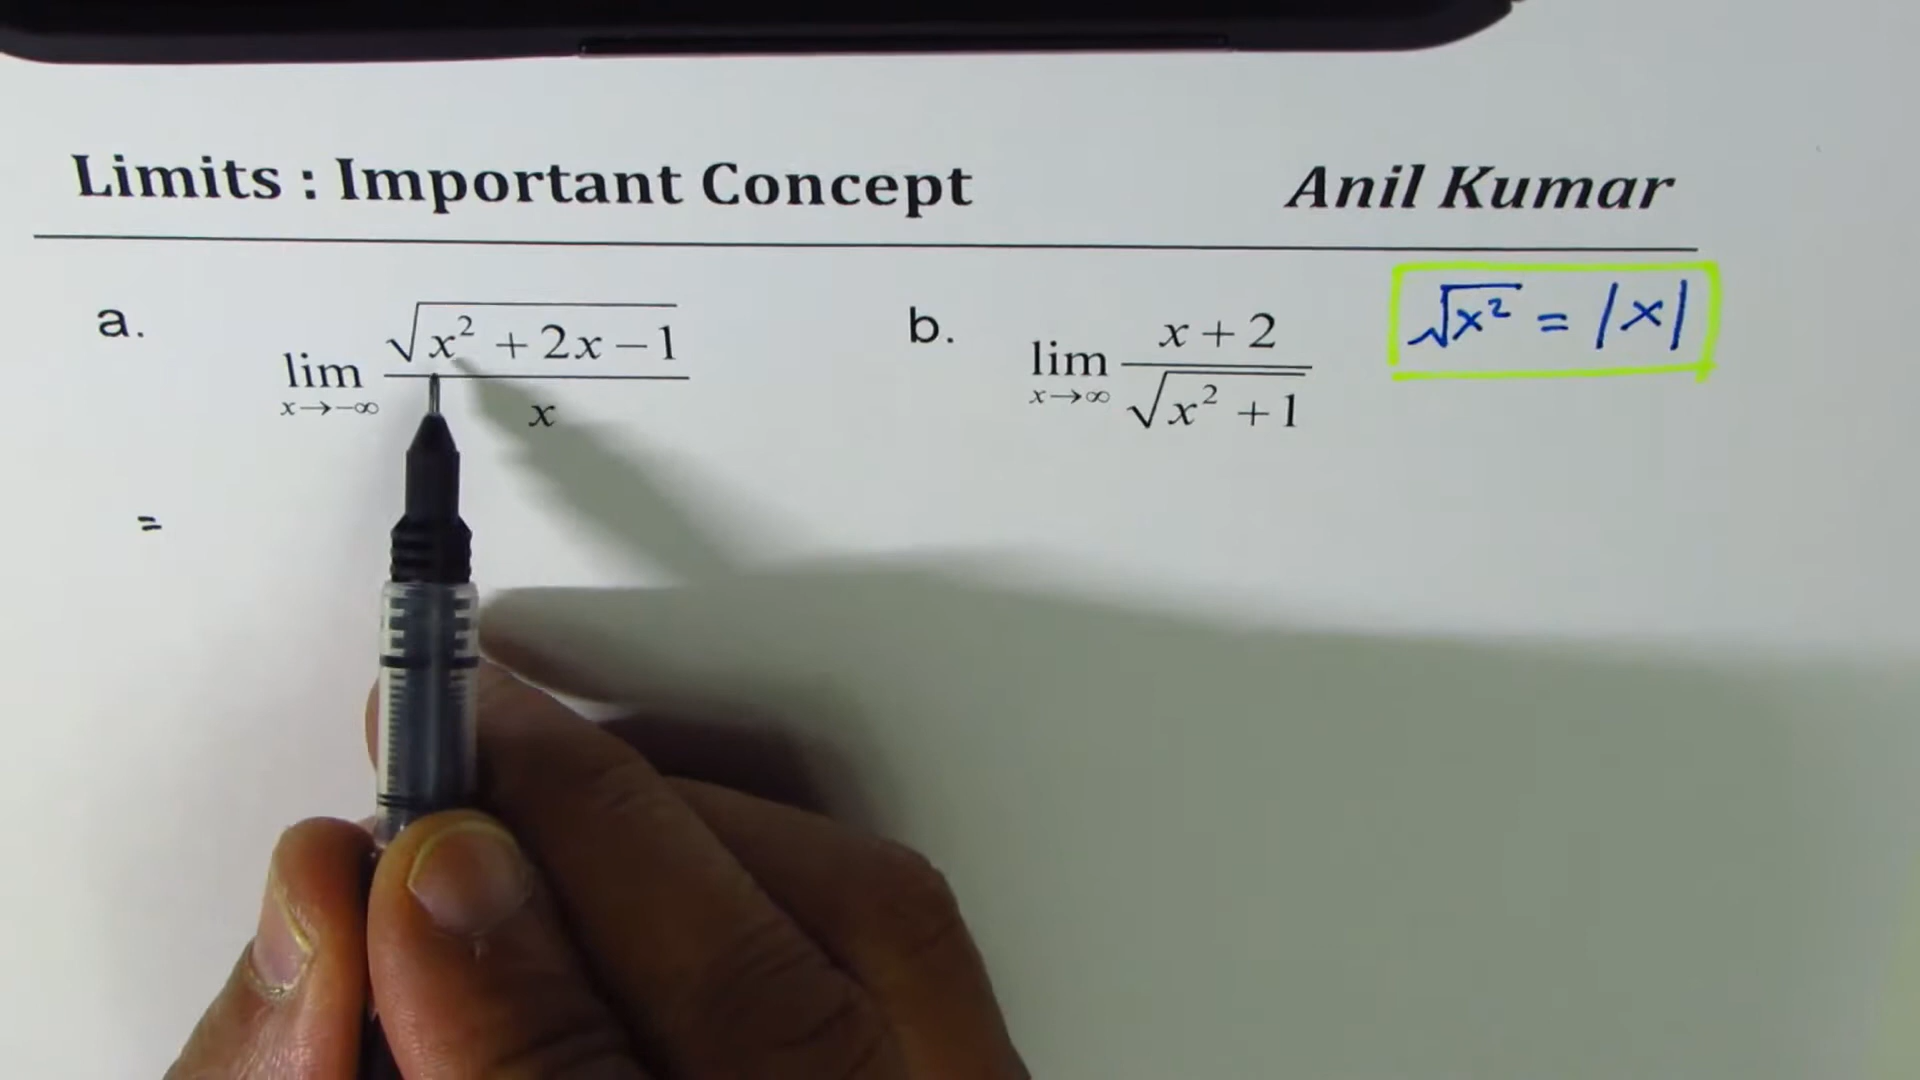 Limits : Important Concept
Anil Kumar
a.
lim x→−∞ √(x² + 2x − 1) / x
b.
lim x→∞ x + 2 / √(x² + 1)
√x² = |x|
=